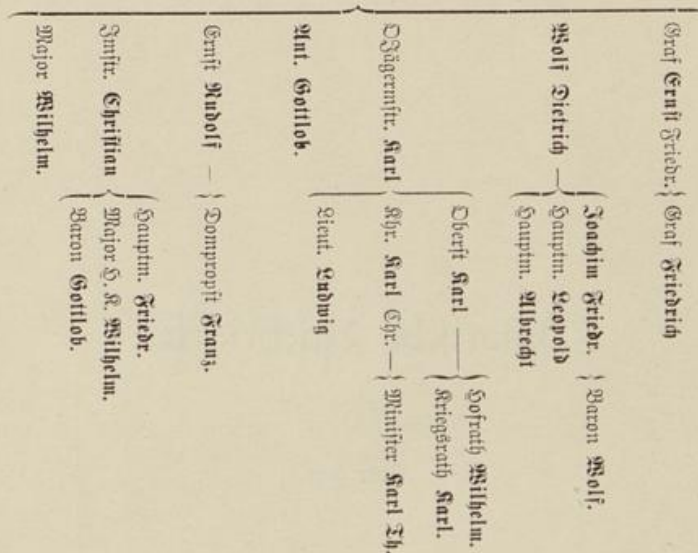 Graf Ernst Friedr. } Graf Friedrich
Joachim Friedr. } Baron Wolf.
Wolf Dietrich — { Hauptm. Leopold
Hauptm. Albrecht
Hofrath Wilhelm.
Oberst Karl — {
Kriegsrath Karl.
OJägermstr. Karl { Khr. Karl Chr. — } Minister Karl Th.
Lieut. Ludwig
Ant. Gottlob.
Ernst Rudolf — } Dompropst Franz.
Hauptm. Friedr.
Jmstr. Christian { Major H. K. Wilhelm.
Baron Gottlob.
Major Wilhelm.